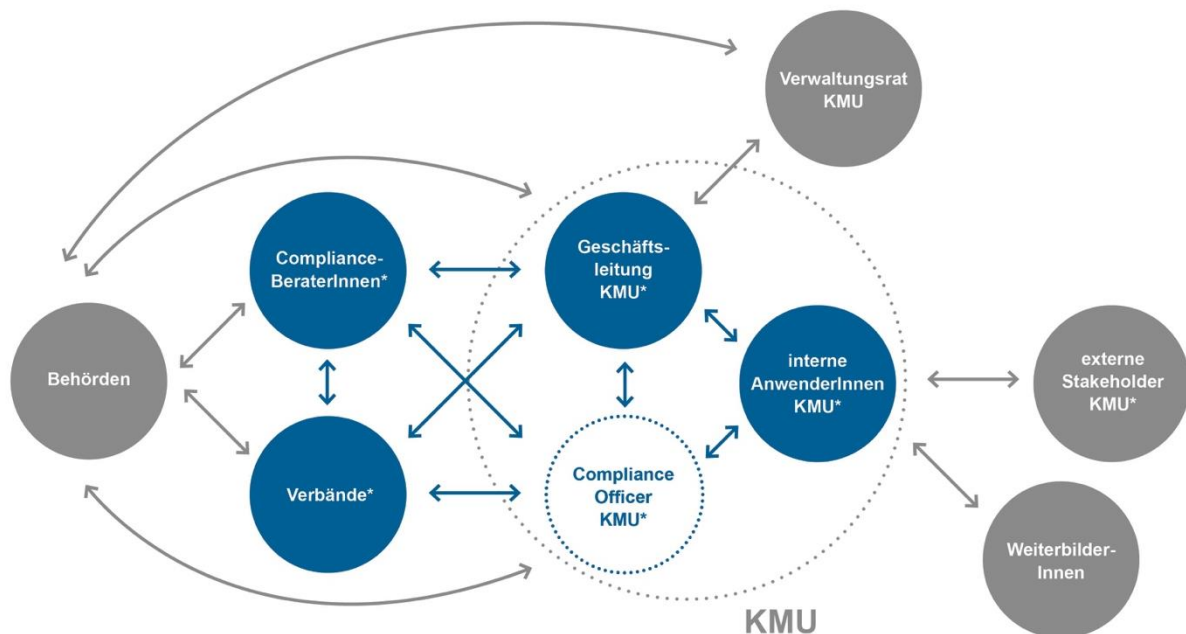 Verwaltungsrat
KMU
Compliance-
BeraterInnen*
Geschäfts-
leitung
KMU*
Behörden
interne
AnwenderInnen
KMU*
externe
Stakeholder
KMU*
Verbände*
Compliance
Officer
KMU*
Weiterbilder-
Innen
KMU